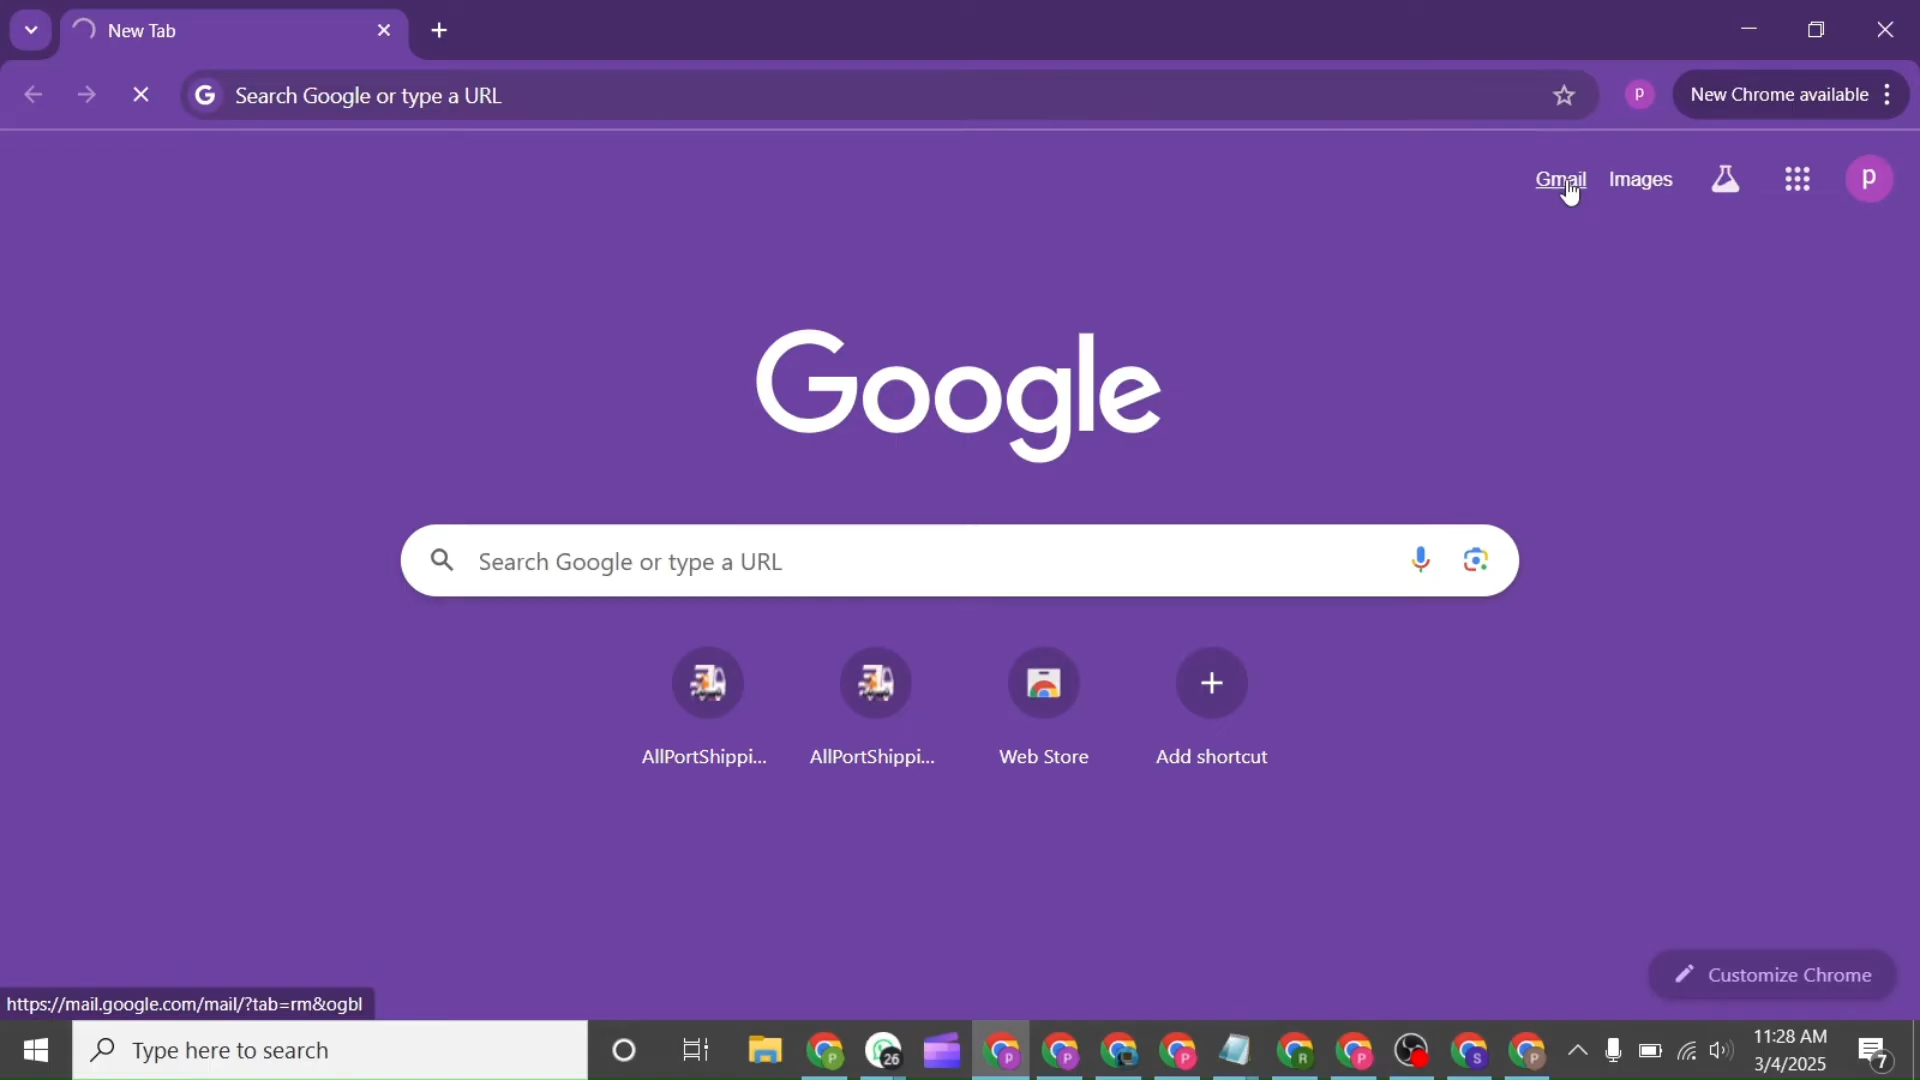 New Tab
Search Google or type a URL
p
New Chrome available
Gmail
Images
p
Google
Search Google or type a URL
AllPortShippi...
AllPortShippi...
Web Store
Add shortcut
Customize Chrome
https://mail.google.com/mail/?tab=rm&ogbl
Type here to search
P
26
P
P
P
R
P
S
P
11:28 AM
3/4/2025
7